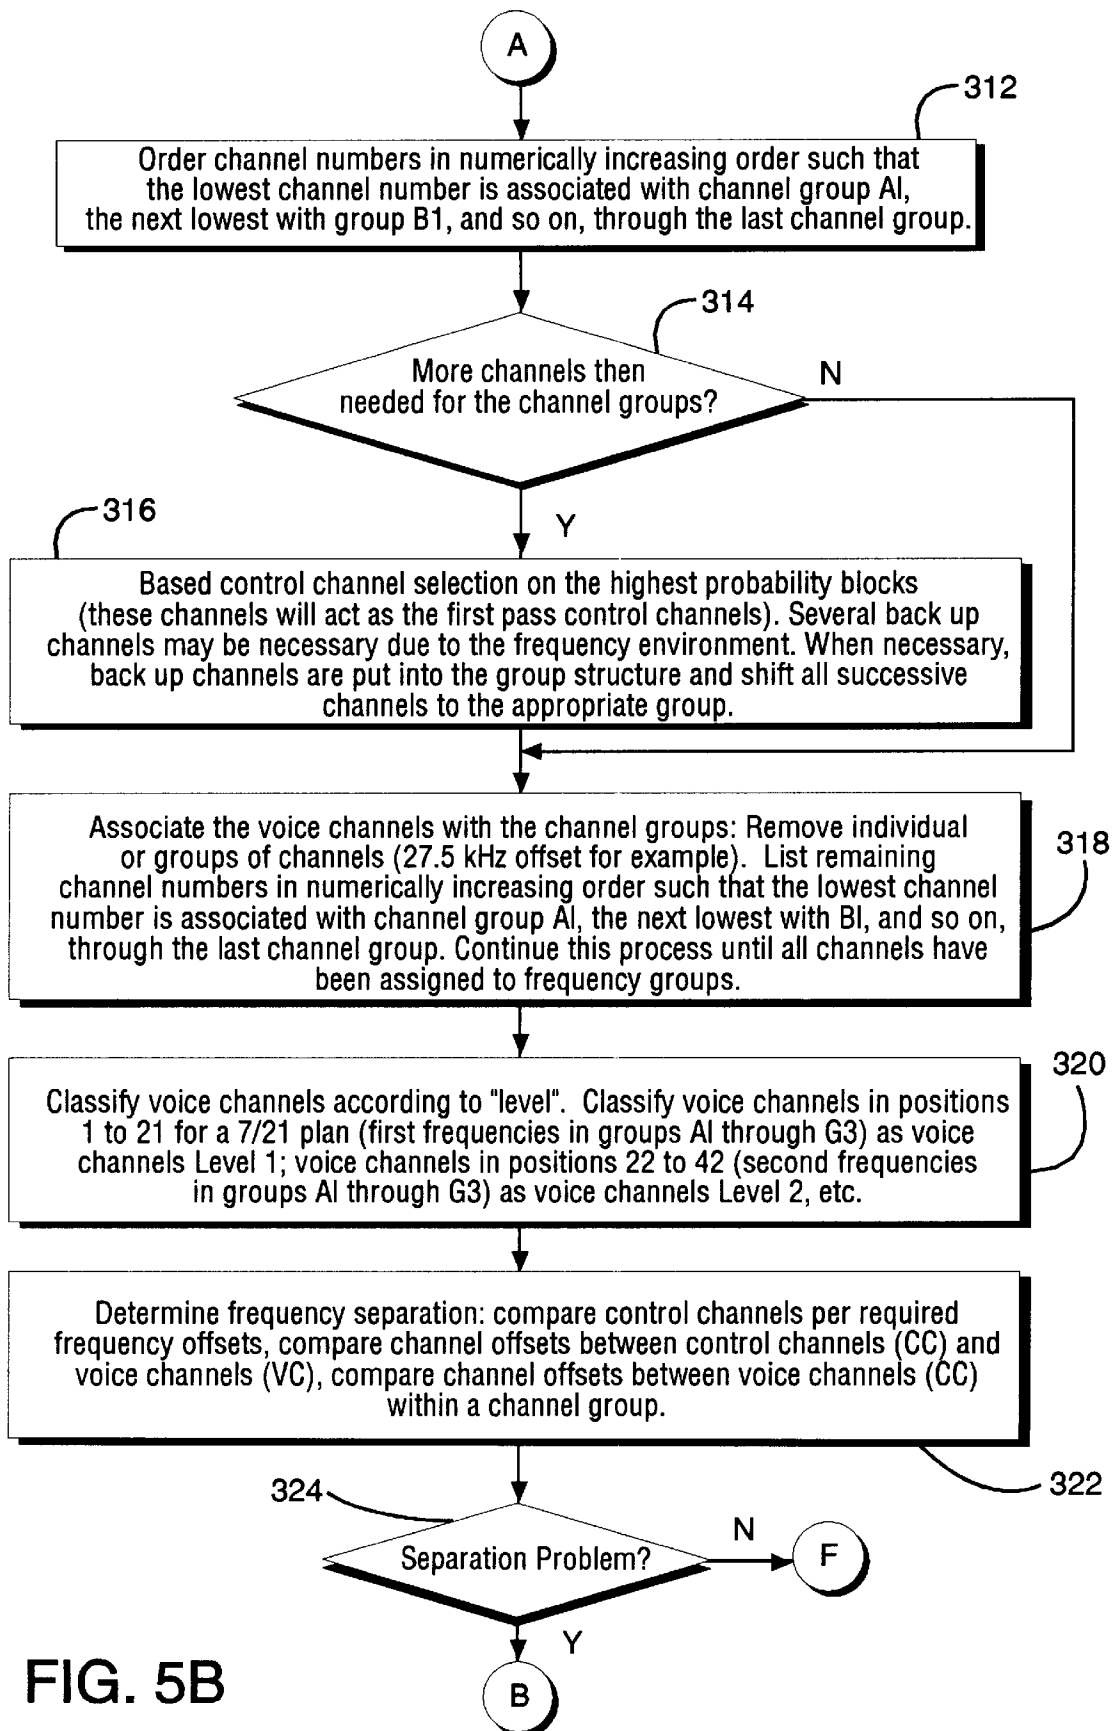 A
312
Order channel numbers in numerically increasing order such that
the lowest channel number is associated with channel group AI,
the next lowest with group B1, and so on, through the last channel group.
314
More channels then
needed for the channel groups?
N
Y
316
Based control channel selection on the highest probability blocks
(these channels will act as the first pass control channels). Several back up
channels may be necessary due to the frequency environment. When necessary,
back up channels are put into the group structure and shift all successive
channels to the appropriate group.
Associate the voice channels with the channel groups: Remove individual
or groups of channels (27.5 kHz offset for example). List remaining
channel numbers in numerically increasing order such that the lowest channel
number is associated with channel group AI, the next lowest with BI, and so on,
through the last channel group. Continue this process until all channels have
been assigned to frequency groups.
318
320
Classify voice channels according to "level". Classify voice channels in positions
1 to 21 for a 7/21 plan (first frequencies in groups AI through G3) as voice
channels Level 1; voice channels in positions 22 to 42 (second frequencies
in groups AI through G3) as voice channels Level 2, etc.
Determine frequency separation: compare control channels per required
frequency offsets, compare channel offsets between control channels (CC) and
voice channels (VC), compare channel offsets between voice channels (CC)
within a channel group.
322
324
Separation Problem?
N
F
Y
B
FIG. 5B